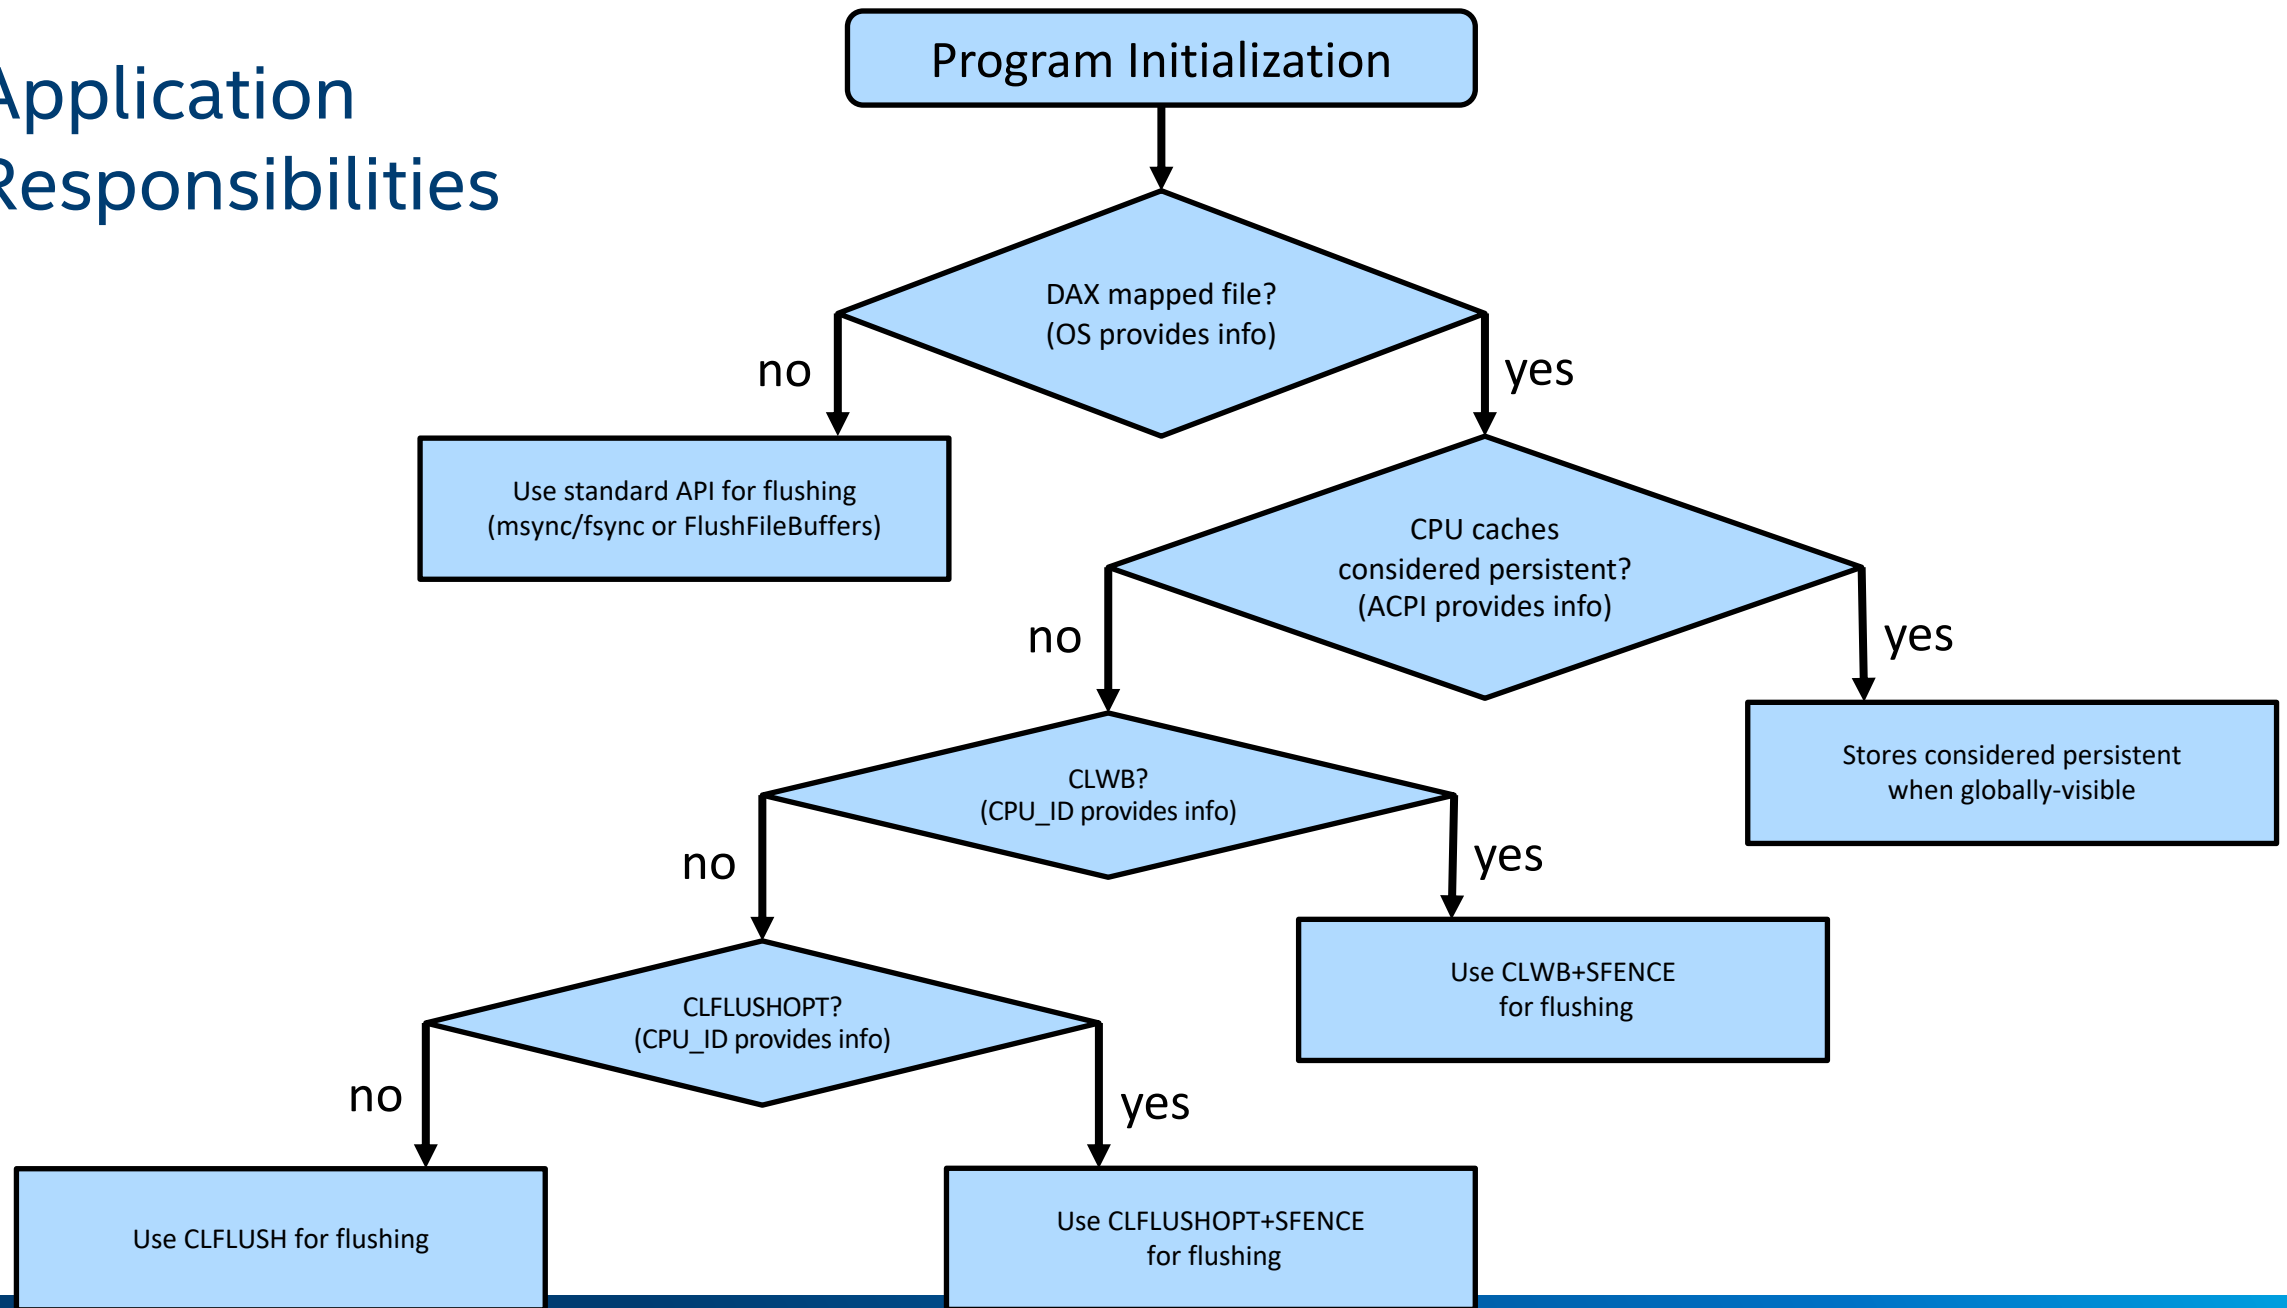 Application
Responsibilities
Program Initialization
DAX mapped file?
(OS provides info)
no
yes
Use standard API for flushing
(msync/fsync or FlushFileBuffers)
CPU caches
considered persistent?
(ACPI provides info)
no
yes
Stores considered persistent
when globally-visible
CLWB?
(CPU_ID provides info)
no
yes
Use CLWB+SFENCE
for flushing
CLFLUSHOPT?
(CPU_ID provides info)
no
yes
Use CLFLUSH for flushing
Use CLFLUSHOPT+SFENCE
for flushing